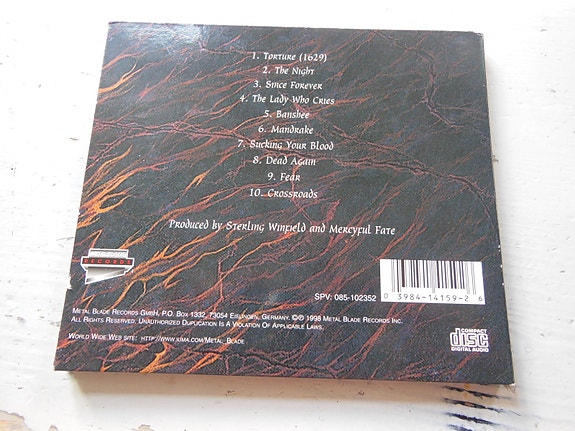 1. Torture (1629)
2. The Night
3. Since Forever
4. The Lady Who Cries
5. Banshee
6. Mandrake
7. Sucking Your Blood
8. Dead Again
9. Fear
10. Crossroads
Produced by Sterling Winfield and Mercyful Fate
RECORDS
SPV: 085-102352
0 3984-14159-2 6
Metal Blade Records GmbH, P.O. Box 1332, 73054 Eislingen, Germany. ©℗ 1998 Metal Blade Records Inc.
All Rights Reserved. Unauthorized Duplication Is A Violation Of Applicable Laws.
World Wide Web site: http://www.iuma.com/Metal_Blade
COMPACT
disc
DIGITAL AUDIO